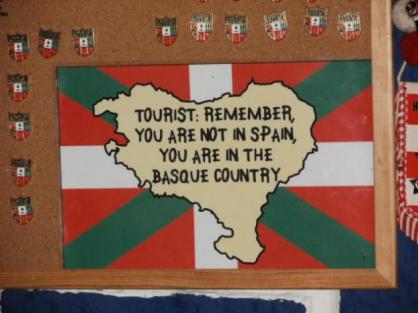 TOURIST: REMEMBER,
YOU ARE NOT IN SPAIN,
YOU ARE IN THE
BASQUE COUNTRY